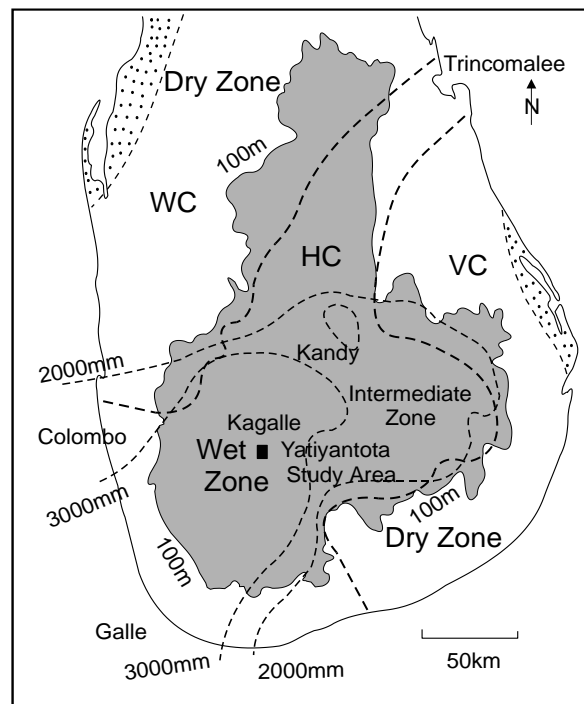 Trincomalee
N
Dry Zone
100m
WC
HC
VC
Kandy
2000mm
Intermediate
Zone
Kagalle
Colombo
Wet
Zone
Yatiyantota
Study Area
3000mm
100m
100m
Dry Zone
Galle
3000mm
2000mm
50km